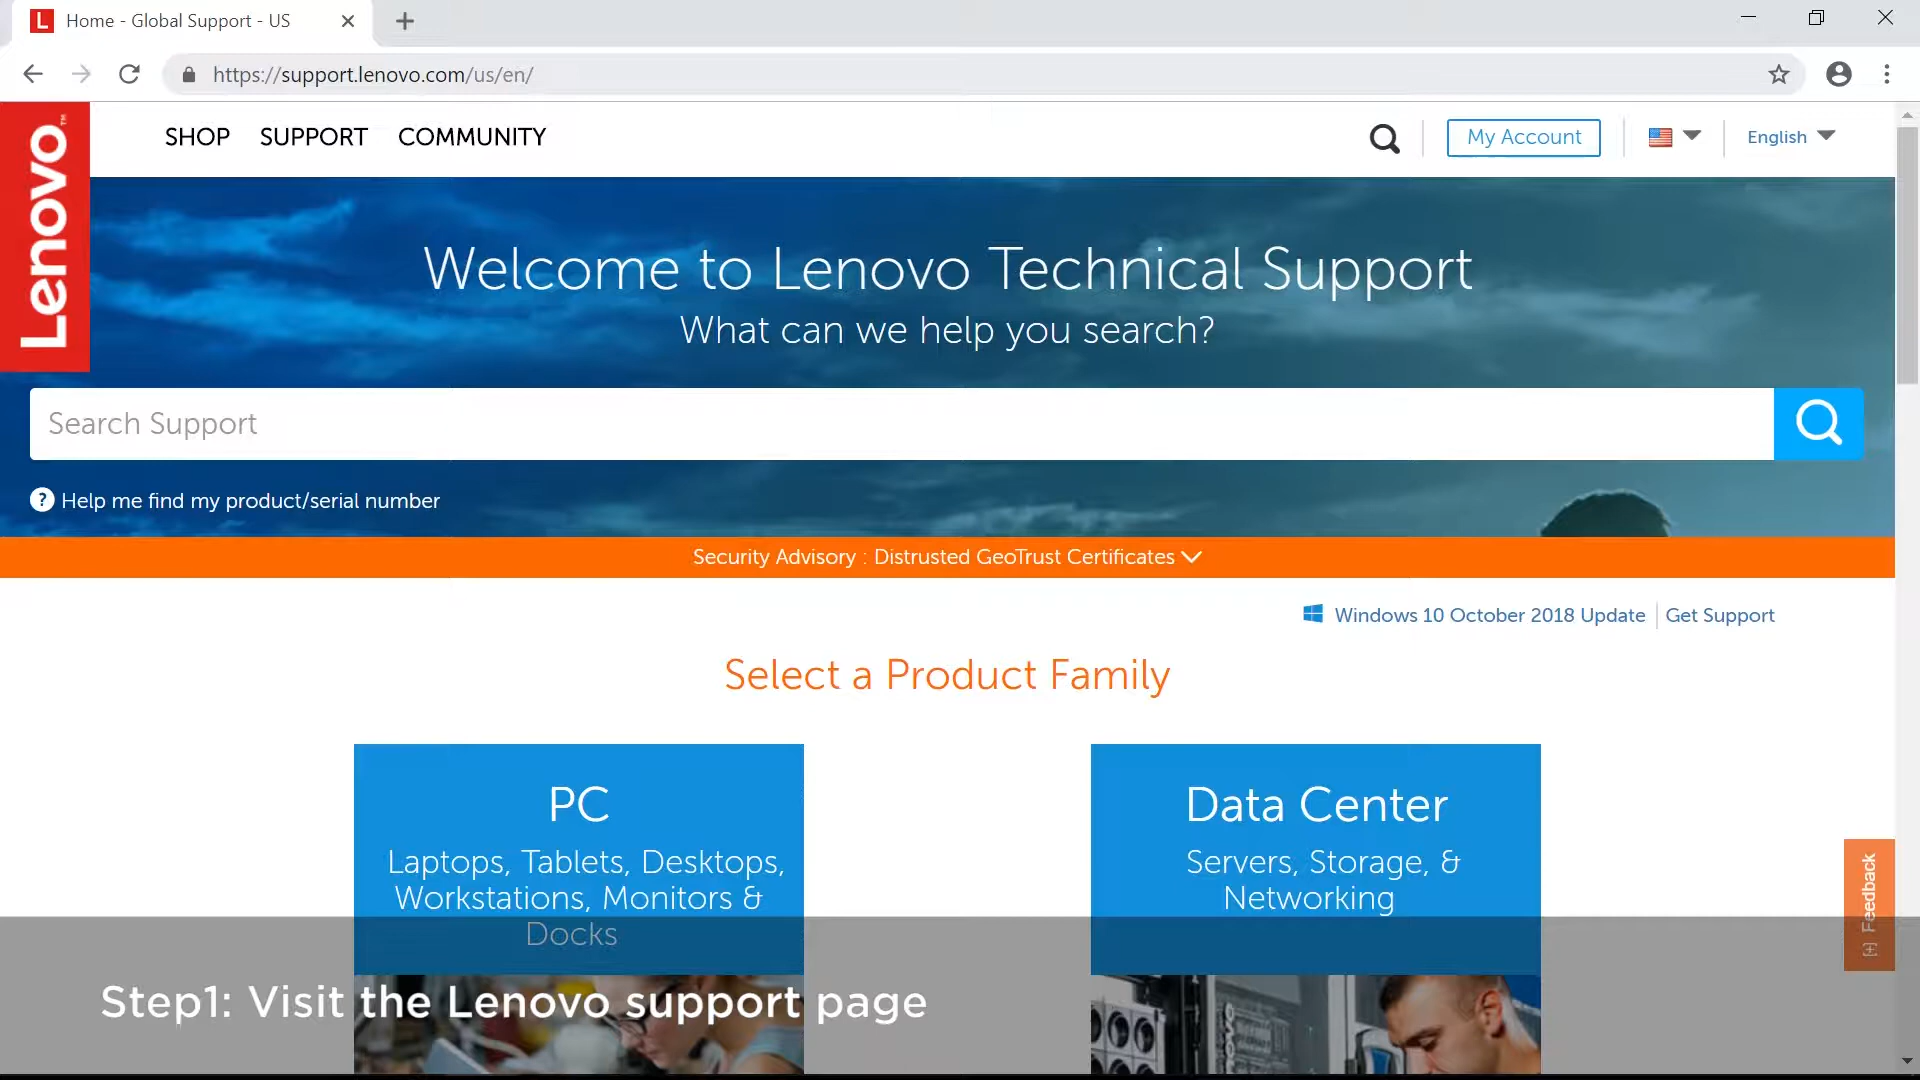 L Home - Global Support - US
https://support.lenovo.com/us/en/
Lenovo™
SHOP SUPPORT COMMUNITY
My Account
English
Welcome to Lenovo Technical Support
What can we help you search?
Search Support
? Help me find my product/serial number
Security Advisory : Distrusted GeoTrust Certificates
Windows 10 October 2018 Update
Get Support
Select a Product Family
PC
Laptops, Tablets, Desktops,
Workstations, Monitors &
Docks
Data Center
Servers, Storage, &
Networking
[+] Feedback
Step1: Visit the Lenovo support page